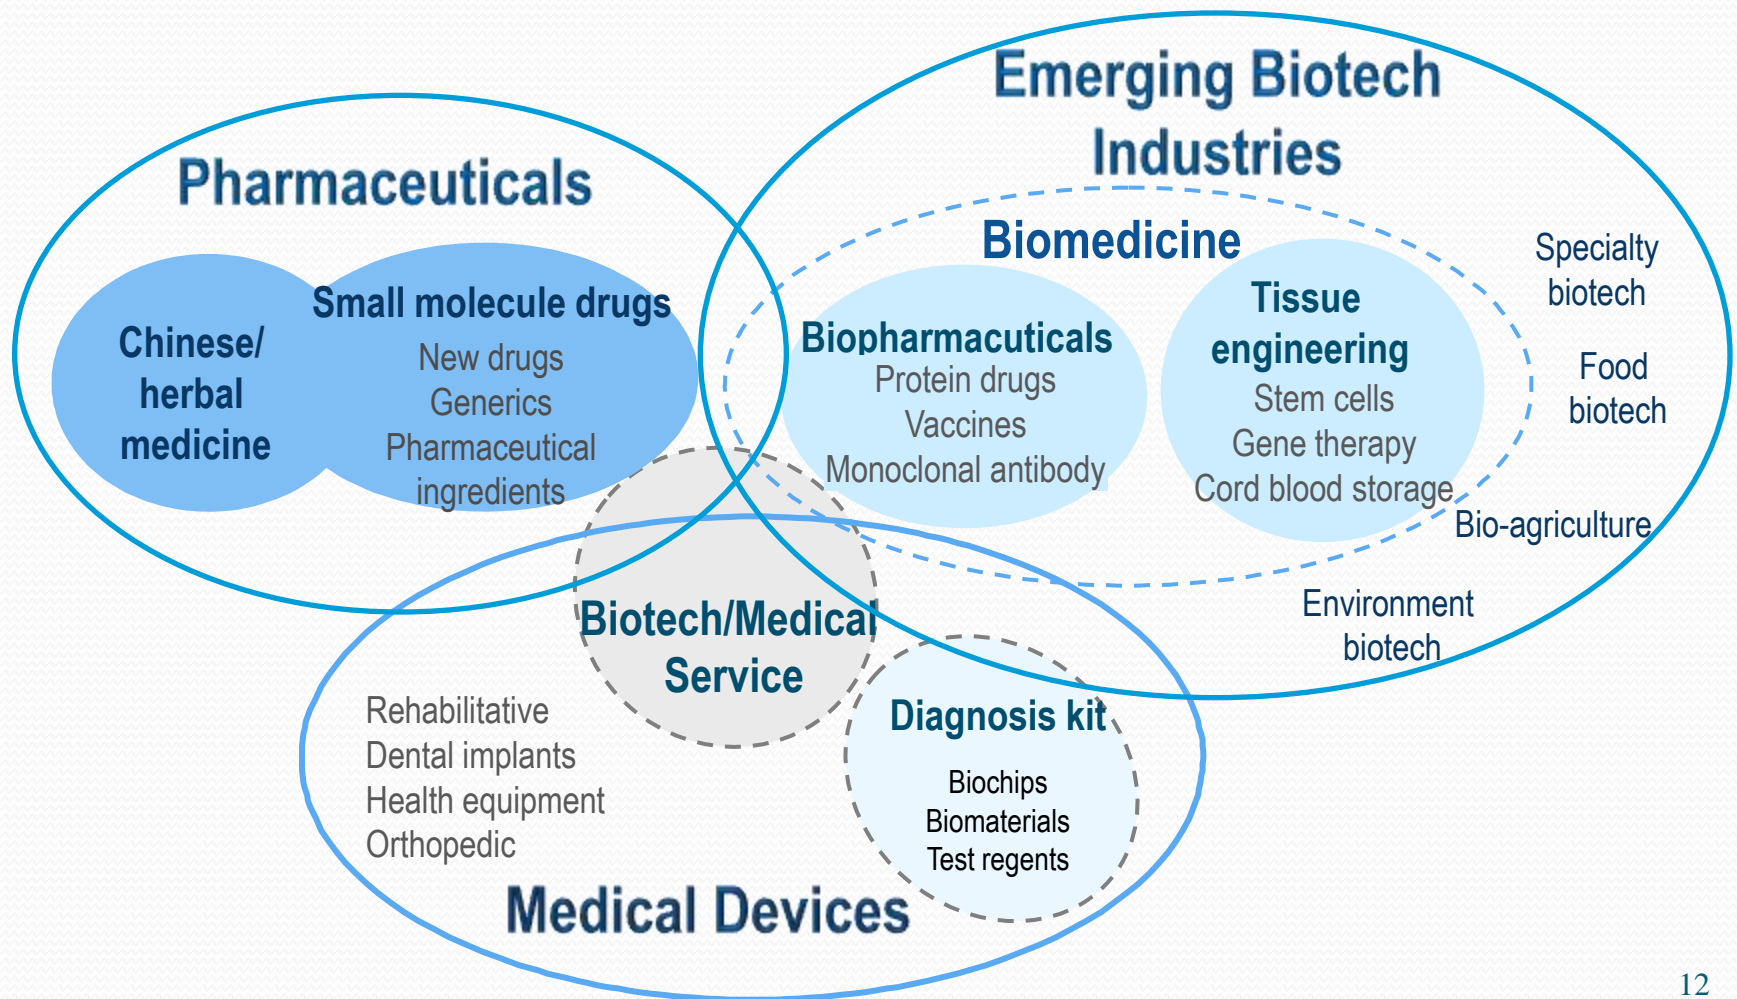 Emerging Biotech
Industries
Pharmaceuticals
Biomedicine
Specialty
biotech
Food
biotech
Bio-agriculture
Environment
biotech
Chinese/
herbal
medicine
Small molecule drugs
New drugs
Generics
Pharmaceutical
ingredients
Biopharmacuticals
Protein drugs
Vaccines
Monoclonal antibody
Tissue
engineering
Stem cells
Gene therapy
Cord blood storage
Biotech/Medical
Service
Diagnosis kit
Biochips
Biomaterials
Test regents
Rehabilitative
Dental implants
Health equipment
Orthopedic
Medical Devices
12